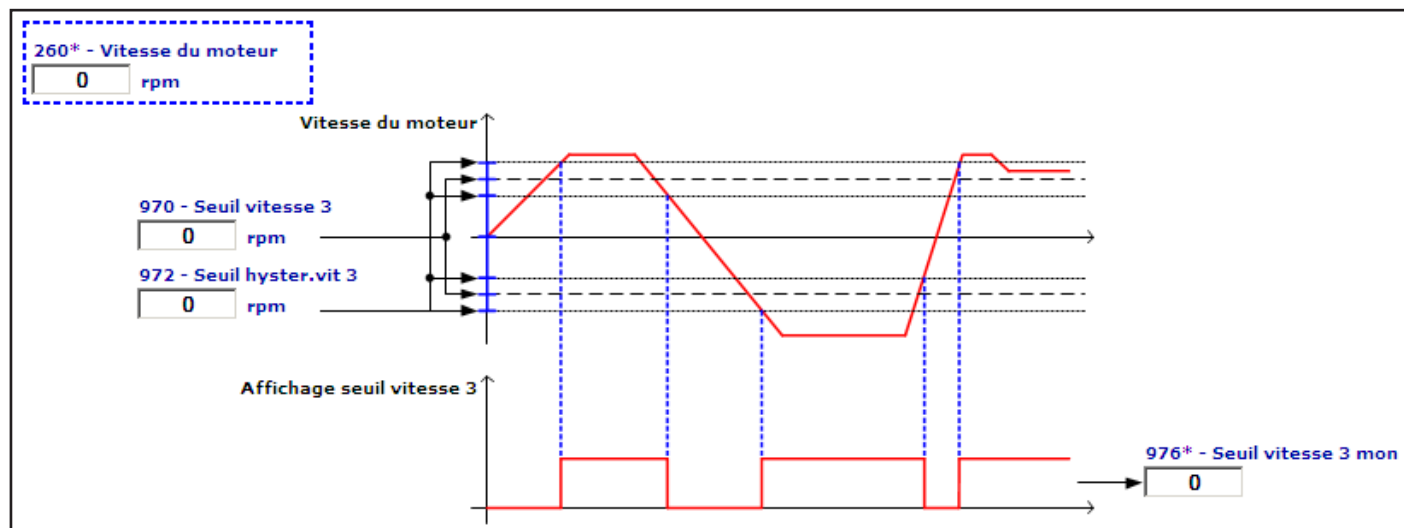 260* - Vitesse du moteur
0 rpm
Vitesse du moteur
970 - Seuil vitesse 3
0 rpm
972 - Seuil hyster.vit 3
0 rpm
Affichage seuil vitesse 3
976* - Seuil vitesse 3 mon
0